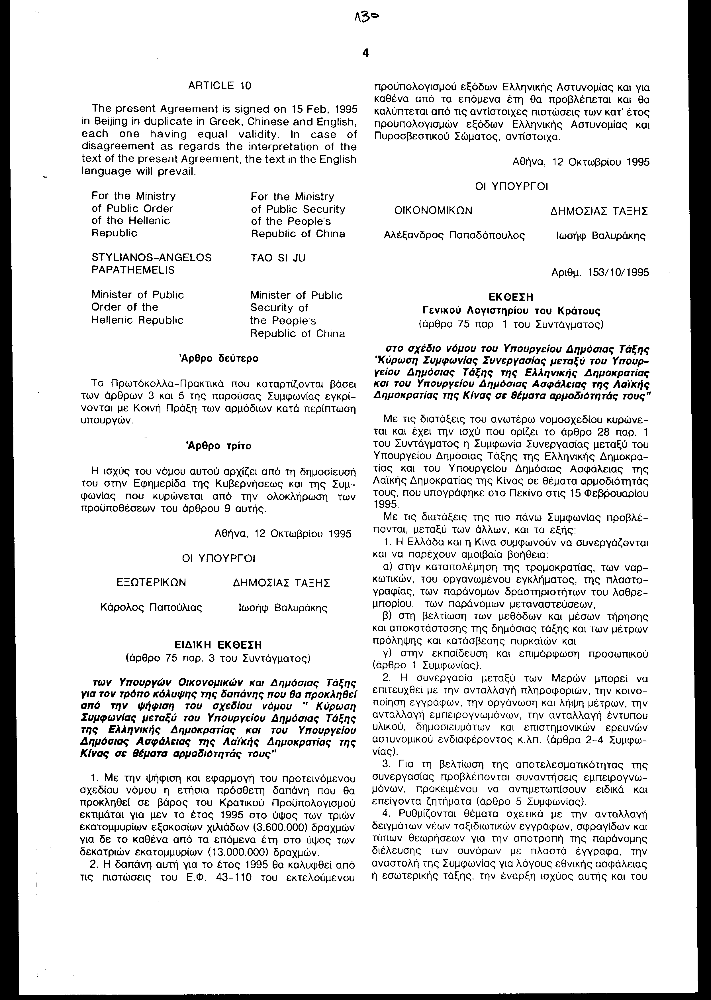 130
4
ARTICLE 10
The present Agreement is signed on 15 Feb, 1995
in Beijing in duplicate in Greek, Chinese and English,
each one having equal validity. In case of
disagreement as regards the interpretation of the
text of the present Agreement, the text in the English
language will prevail.
For the Ministry
of Public Order
of the Hellenic
Republic
For the Ministry
of Public Security
of the People's
Republic of China
STYLIANOS-ANGELOS
PAPATHEMELIS
TAO SI JU
Minister of Public
Order of the
Hellenic Republic
Minister of Public
Security of
the People's
Republic of China
Άρθρο δεύτερο
Τα Πρωτόκολλα-Πρακτικά που καταρτίζονται βάσει
των άρθρων 3 και 5 της παρούσας Συμφωνίας εγκρί-
νονται με Κοινή Πράξη των αρμόδιων κατά περίπτωση
υπουργών.
Άρθρο τρίτο
Η ισχύς του νόμου αυτού αρχίζει από τη δημοσίευσή
του στην Εφημερίδα της Κυβερνήσεως και της Συμ-
φωνίας που κυρώνεται από την ολοκλήρωση των
προϋποθέσεων του άρθρου 9 αυτής.
Αθήνα, 12 Οκτωβρίου 1995
ΟΙ ΥΠΟΥΡΓΟΙ
ΕΞΩΤΕΡΙΚΩΝ ΔΗΜΟΣΙΑΣ ΤΑΞΗΣ
Κάρολος Παπούλιας Ιωσήφ Βαλυράκης
ΕΙΔΙΚΗ ΕΚΘΕΣΗ
(άρθρο 75 παρ. 3 του Συντάγματος)
των Υπουργών Οικονομικών και Δημόσιας Τάξης
για τον τρόπο κάλυψης της δαπάνης που θα προκληθεί
από την ψήφιση του σχεδίου νόμου " Κύρωση
Συμφωνίας μεταξύ του Υπουργείου Δημόσιας Τάξης
της Ελληνικής Δημοκρατίας και του Υπουργείου
Δημόσιας Ασφάλειας της Λαϊκής Δημοκρατίας της
Κίνας σε θέματα αρμοδιότητάς τους"
1. Με την ψήφιση και εφαρμογή του προτεινόμενου
σχεδίου νόμου η ετήσια πρόσθετη δαπάνη που θα
προκληθεί σε βάρος του Κρατικού Προϋπολογισμού
εκτιμάται για μεν το έτος 1995 στο ύψος των τριών
εκατομμυρίων εξακοσίων χιλιάδων (3.600.000) δραχμών
για δε το καθένα από τα επόμενα έτη στο ύψος των
δεκατριών εκατομμυρίων (13.000.000) δραχμών.
2. Η δαπάνη αυτή για το έτος 1995 θα καλυφθεί από
τις πιστώσεις του Ε.Φ. 43-110 του εκτελούμενου
προϋπολογισμού εξόδων Ελληνικής Αστυνομίας και για
καθένα από τα επόμενα έτη θα προβλέπεται και θα
καλύπτεται από τις αντίστοιχες πιστώσεις των κατ' έτος
προϋπολογισμών εξόδων Ελληνικής Αστυνομίας και
Πυροσβεστικού Σώματος, αντίστοιχα.
Αθήνα, 12 Οκτωβρίου 1995
ΟΙ ΥΠΟΥΡΓΟΙ
ΟΙΚΟΝΟΜΙΚΩΝ ΔΗΜΟΣΙΑΣ ΤΑΞΗΣ
Αλέξανδρος Παπαδόπουλος Ιωσήφ Βαλυράκης
Αριθμ. 153/10/1995
ΕΚΘΕΣΗ
Γενικού Λογιστηρίου του Κράτους
(άρθρο 75 παρ. 1 του Συντάγματος)
στο σχέδιο νόμου του Υπουργείου Δημόσιας Τάξης
"Κύρωση Συμφωνίας Συνεργασίας μεταξύ του Υπουρ-
γείου Δημόσιας Τάξης της Ελληνικής Δημοκρατίας
και του Υπουργείου Δημόσιας Ασφάλειας της Λαϊκής
Δημοκρατίας της Κίνας σε θέματα αρμοδιότητάς τους"
Με τις διατάξεις του ανωτέρω νομοσχεδίου κυρώνε-
ται και έχει την ισχύ που ορίζει το άρθρο 28 παρ. 1
του Συντάγματος η Συμφωνία Συνεργασίας μεταξύ του
Υπουργείου Δημόσιας Τάξης της Ελληνικής Δημοκρα-
τίας και του Υπουργείου Δημόσιας Ασφάλειας της
Λαϊκής Δημοκρατίας της Κίνας σε θέματα αρμοδιότητάς
τους, που υπογράφηκε στο Πεκίνο στις 15 Φεβρουαρίου
1995.
Με τις διατάξεις της πιο πάνω Συμφωνίας προβλέ-
πονται, μεταξύ των άλλων, και τα εξής:
1. Η Ελλάδα και η Κίνα συμφωνούν να συνεργάζονται
και να παρέχουν αμοιβαία βοήθεια:
α) στην καταπολέμηση της τρομοκρατίας, των ναρ-
κωτικών, του οργανωμένου εγκλήματος, της πλαστο-
γραφίας, των παράνομων δραστηριοτήτων του λαθρε-
μπορίου, των παράνομων μεταναστεύσεων,
β) στη βελτίωση των μεθόδων και μέσων τήρησης
και αποκατάστασης της δημόσιας τάξης και των μέτρων
πρόληψης και κατάσβεσης πυρκαϊών και
γ) στην εκπαίδευση και επιμόρφωση προσωπικού
(άρθρο 1 Συμφωνίας).
2. Η συνεργασία μεταξύ των Μερών μπορεί να
επιτευχθεί με την ανταλλαγή πληροφοριών, την κοινο-
ποίηση εγγράφων, την οργάνωση και λήψη μέτρων, την
ανταλλαγή εμπειρογνωμόνων, την ανταλλαγή έντυπου
υλικού, δημοσιευμάτων και επιστημονικών ερευνών
αστυνομικού ενδιαφέροντος κ.λπ. (άρθρα 2-4 Συμφω-
νίας).
3. Για τη βελτίωση της αποτελεσματικότητας της
συνεργασίας προβλέπονται συναντήσεις εμπειρογνω-
μόνων, προκειμένου να αντιμετωπίσουν ειδικά και
επείγοντα ζητήματα (άρθρο 5 Συμφωνίας).
4. Ρυθμίζονται θέματα σχετικά με την ανταλλαγή
δειγμάτων νέων ταξιδιωτικών εγγράφων, σφραγίδων και
τύπων θεωρήσεων για την αποτροπή της παράνομης
διέλευσης των συνόρων με πλαστά έγγραφα, την
αναστολή της Συμφωνίας για λόγους εθνικής ασφάλειας
ή εσωτερικής τάξης, την έναρξη ισχύος αυτής και του